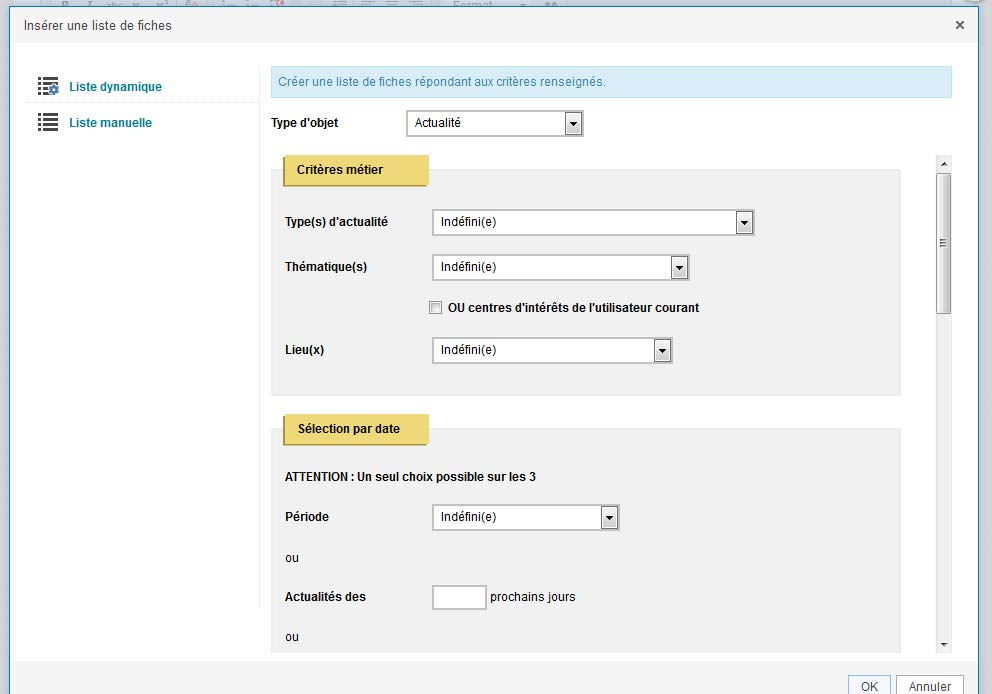 Format
Insérer une liste de fiches
Liste dynamique
Liste manuelle
Créer une liste de fiches répondant aux critères renseignés.
Type d'objet Actualité
Critères métier
Type(s) d'actualité Indéfini(e)
Thématique(s) Indéfini(e)
OU centres d'intérêts de l'utilisateur courant
Lieu(x) Indéfini(e)
Sélection par date
ATTENTION : Un seul choix possible sur les 3
Période Indéfini(e)
ou
Actualités des prochains jours
ou
OK Annuler